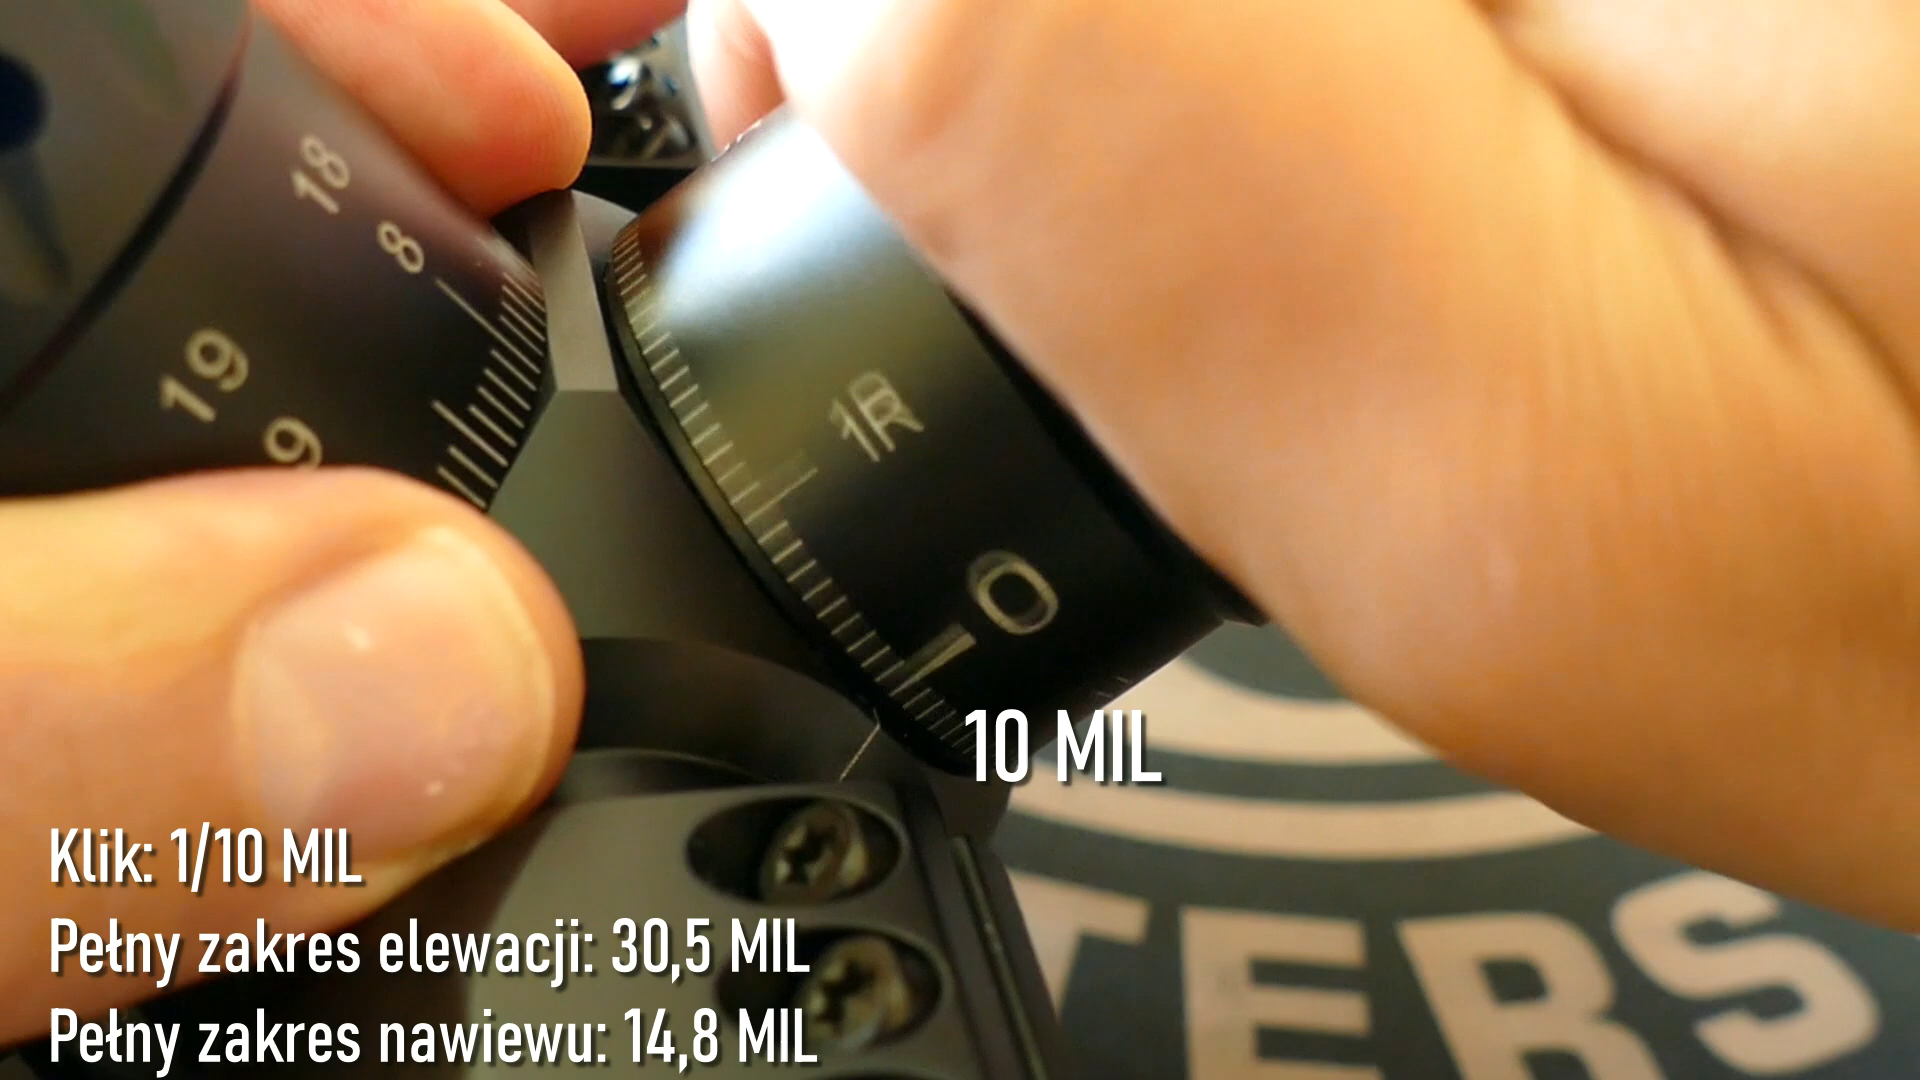 18
8
19
9
1R
0
10 MIL
Klik: 1/10 MIL
Pełny zakres elewacji: 30,5 MIL
Pełny zakres nawiewu: 14,8 MIL
TERS